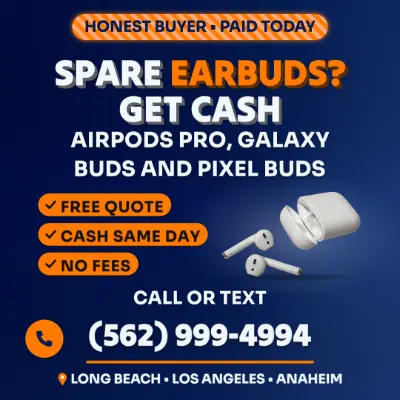 HONEST BUYER • PAID TODAY
SPARE EARBUDS?
GET CASH
AIRPODS PRO, GALAXY
BUDS AND PIXEL BUDS
FREE QUOTE
CASH SAME DAY
NO FEES
CALL OR TEXT
(562) 999-4994
LONG BEACH • LOS ANGELES • ANAHEIM